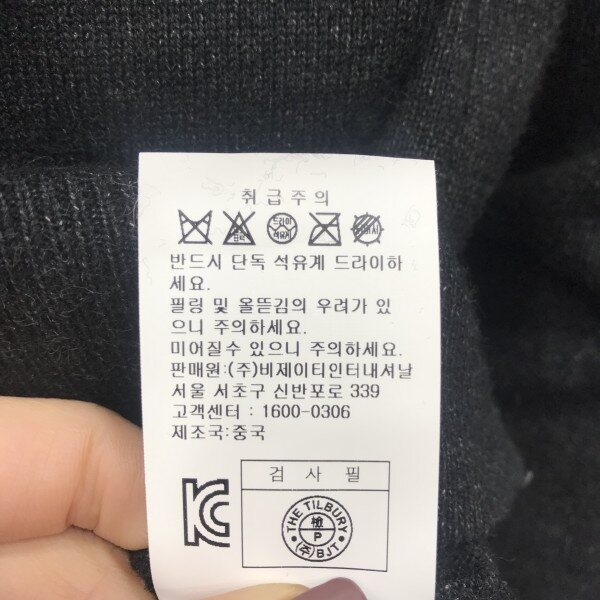 취급주의
드라이
석유계
반드시 단독 석유계 드라이하
세요.
필링 및 올뜯김의 우려가 있
으니 주의하세요.
미어질수 있으니 주의하세요.
판매원:(주)비제이티인터내셔날
서울 서초구 신반포로 339
고객센터 : 1600-0306
제조국:중국
검사필
THE TILBURY
檢
P
(주)BJT